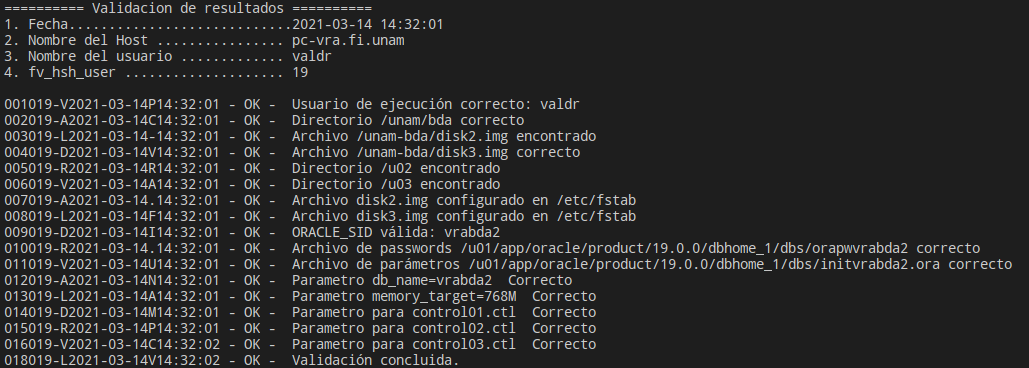 ========== Validacion de resultados ==========
1. Fecha............................2021-03-14 14:32:01
2. Nombre del Host ................ pc-vra.fi.unam
3. Nombre del usuario ............. valdr
4. fv_hsh_user .................... 19
001019-V2021-03-14P14:32:01 - OK -  Usuario de ejecución correcto: valdr
002019-A2021-03-14C14:32:01 - OK -  Directorio /unam/bda correcto
003019-L2021-03-14-14:32:01 - OK -  Archivo /unam-bda/disk2.img encontrado
004019-D2021-03-14V14:32:01 - OK -  Archivo /unam-bda/disk3.img correcto
005019-R2021-03-14R14:32:01 - OK -  Directorio /u02 encontrado
006019-V2021-03-14A14:32:01 - OK -  Directorio /u03 encontrado
007019-A2021-03-14.14:32:01 - OK -  Archivo disk2.img configurado en /etc/fstab
008019-L2021-03-14F14:32:01 - OK -  Archivo disk3.img configurado en /etc/fstab
009019-D2021-03-14I14:32:01 - OK -  ORACLE_SID válida: vrabda2
010019-R2021-03-14.14:32:01 - OK -  Archivo de passwords /u01/app/oracle/product/19.0.0/dbhome_1/dbs/orapwvrabda2 correcto
011019-V2021-03-14U14:32:01 - OK -  Archivo de parámetros /u01/app/oracle/product/19.0.0/dbhome_1/dbs/initvrabda2.ora correcto
012019-A2021-03-14N14:32:01 - OK -  Parametro db_name=vrabda2  Correcto
013019-L2021-03-14A14:32:01 - OK -  Parametro memory_target=768M  Correcto
014019-D2021-03-14M14:32:01 - OK -  Parametro para control01.ctl  Correcto
015019-R2021-03-14P14:32:01 - OK -  Parametro para control02.ctl  Correcto
016019-V2021-03-14C14:32:02 - OK -  Parametro para control03.ctl  Correcto
018019-L2021-03-14V14:32:02 - OK -  Validación concluida.